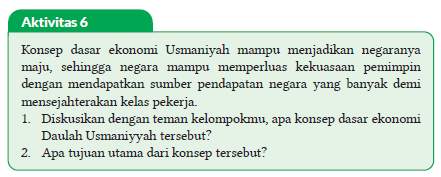 Aktivitas 6
Konsep dasar ekonomi Usmaniyah mampu menjadikan negaranya
maju, sehingga negara mampu memperluas kekuasaan pemimpin
dengan mendapatkan sumber pendapatan negara yang banyak demi
mensejahterakan kelas pekerja.
1. Diskusikan dengan teman kelompokmu, apa konsep dasar ekonomi
Daulah Usmaniyyah tersebut?
2. Apa tujuan utama dari konsep tersebut?